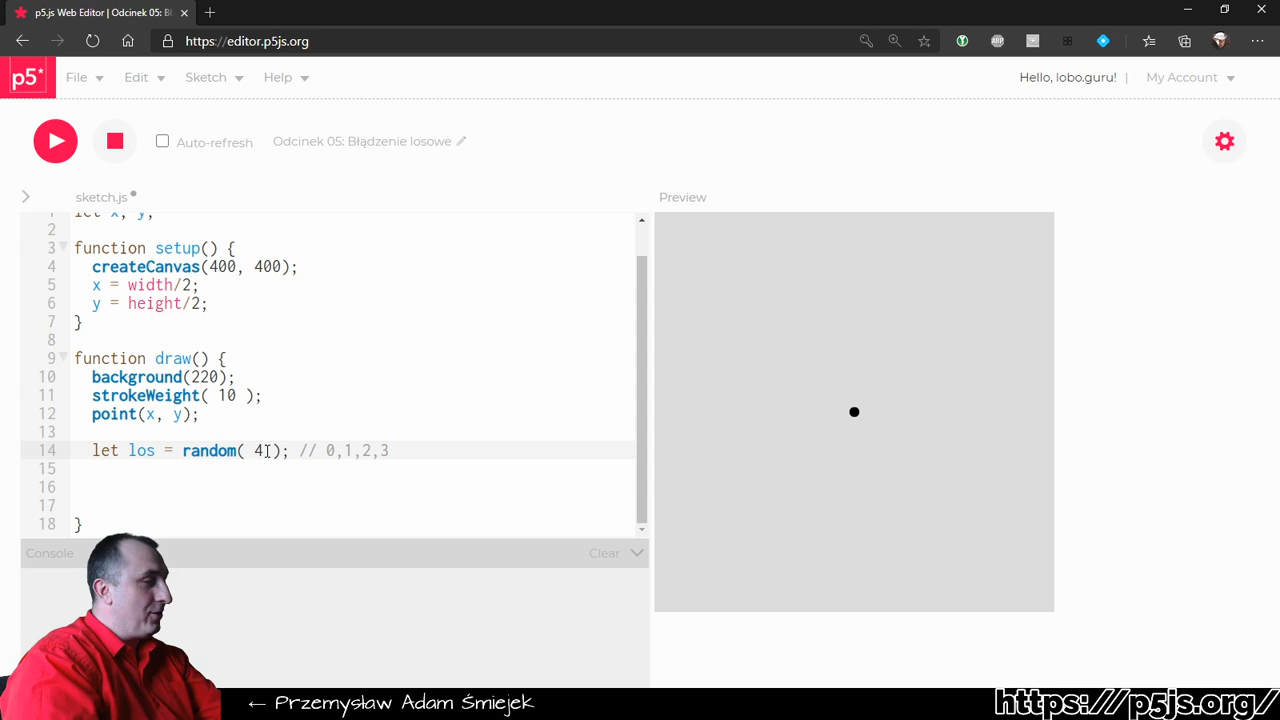 p5.js Web Editor | Odcinek 05: Bł
https://editor.p5js.org
ABP
p5*
File
Edit
Sketch
Help
Hello, lobo.guru! |
My Account
Auto-refresh
Odcinek 05: Błądzenie losowe
sketch.js
Preview
1 let x, y;
2
3 function setup() {
4 createCanvas(400, 400);
5 x = width/2;
6 y = height/2;
7 }
8
9 function draw() {
10 background(220);
11 strokeWeight( 10 );
12 point(x, y);
13
14 let los = random( 4 ); // 0,1,2,3
15
16
17
18 }
Console
Clear
← Przemysław Adam Śmiejek
https://p5js.org/